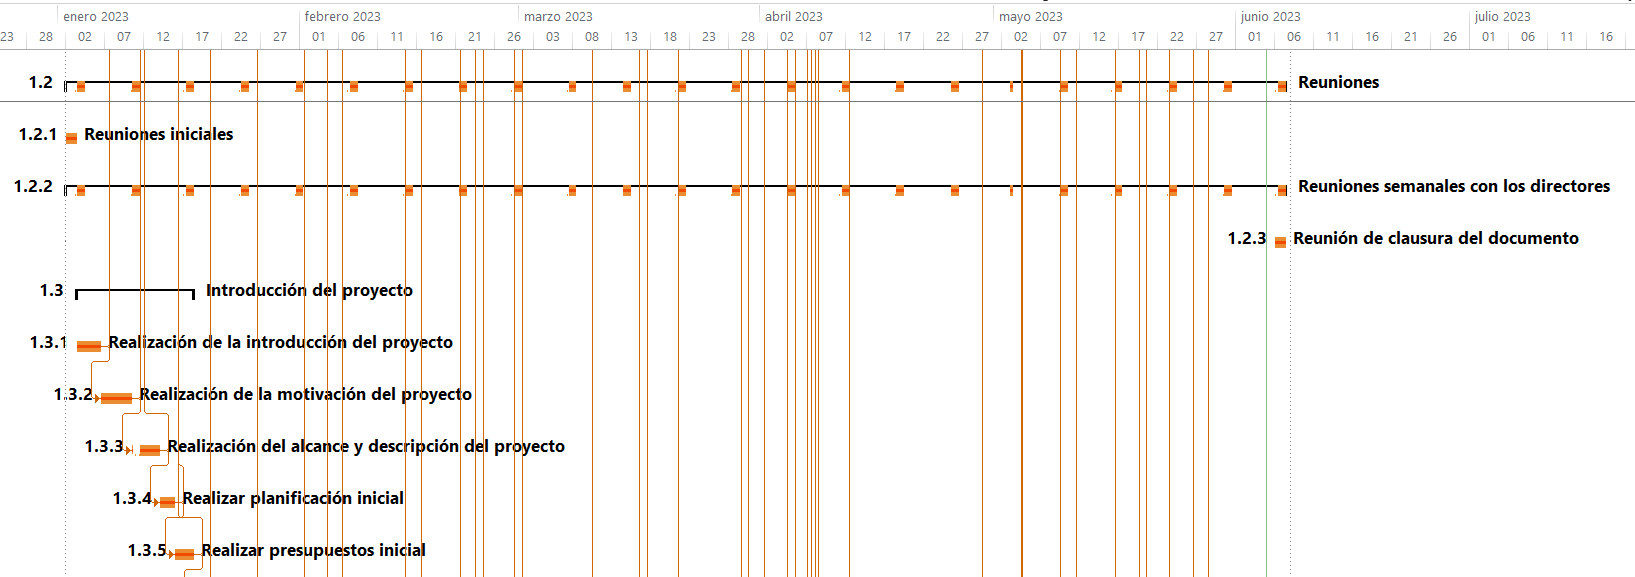 enero 2023 febrero 2023 marzo 2023 abril 2023 mayo 2023 junio 2023 julio 2023
23 28 02 07 12 17 22 27 01 06 11 16 21 26 03 08 13 18 23 28 02 07 12 17 22 27 02 07 12 17 22 27 01 06 11 16 21 26 01 06 11 16
1.2 Reuniones
1.2.1 Reuniones iniciales
1.2.2 Reuniones semanales con los directores
1.2.3 Reunión de clausura del documento
1.3 Introducción del proyecto
1.3.1 Realización de la introducción del proyecto
1.3.2 Realización de la motivación del proyecto
1.3.3 Realización del alcance y descripción del proyecto
1.3.4 Realizar planificación inicial
1.3.5 Realizar presupuestos inicial